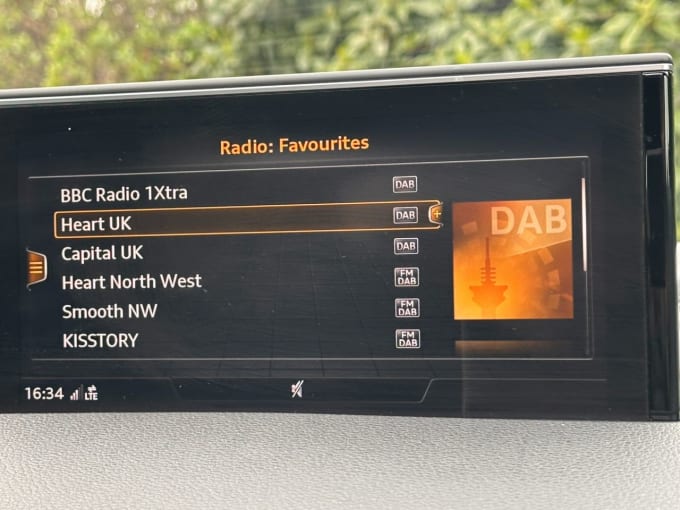 Radio: Favourites
BBC Radio 1Xtra DAB
Heart UK DAB
Capital UK DAB
Heart North West FM DAB
Smooth NW FM DAB
KISSTORY FM DAB
DAB
16:34 LTE